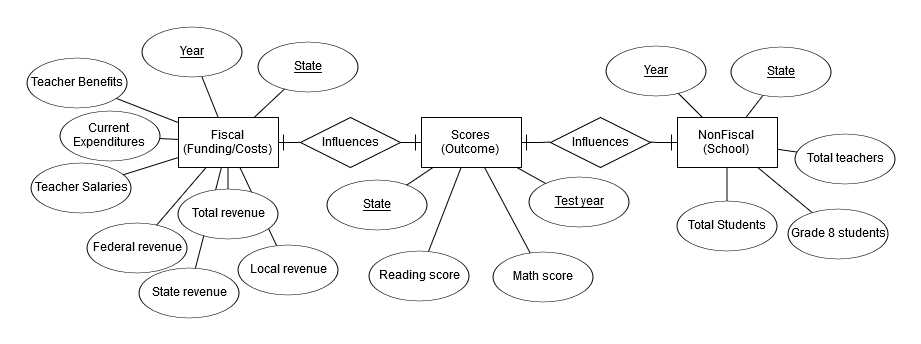 Year
State
Teacher Benefits
Current
Expenditures
Teacher Salaries
Fiscal
(Funding/Costs)
Influences
Scores
(Outcome)
Influences
NonFiscal
(School)
Year
State
Total teachers
Total revenue
Federal revenue
State revenue
Local revenue
State
Test year
Reading score
Math score
Total Students
Grade 8 students